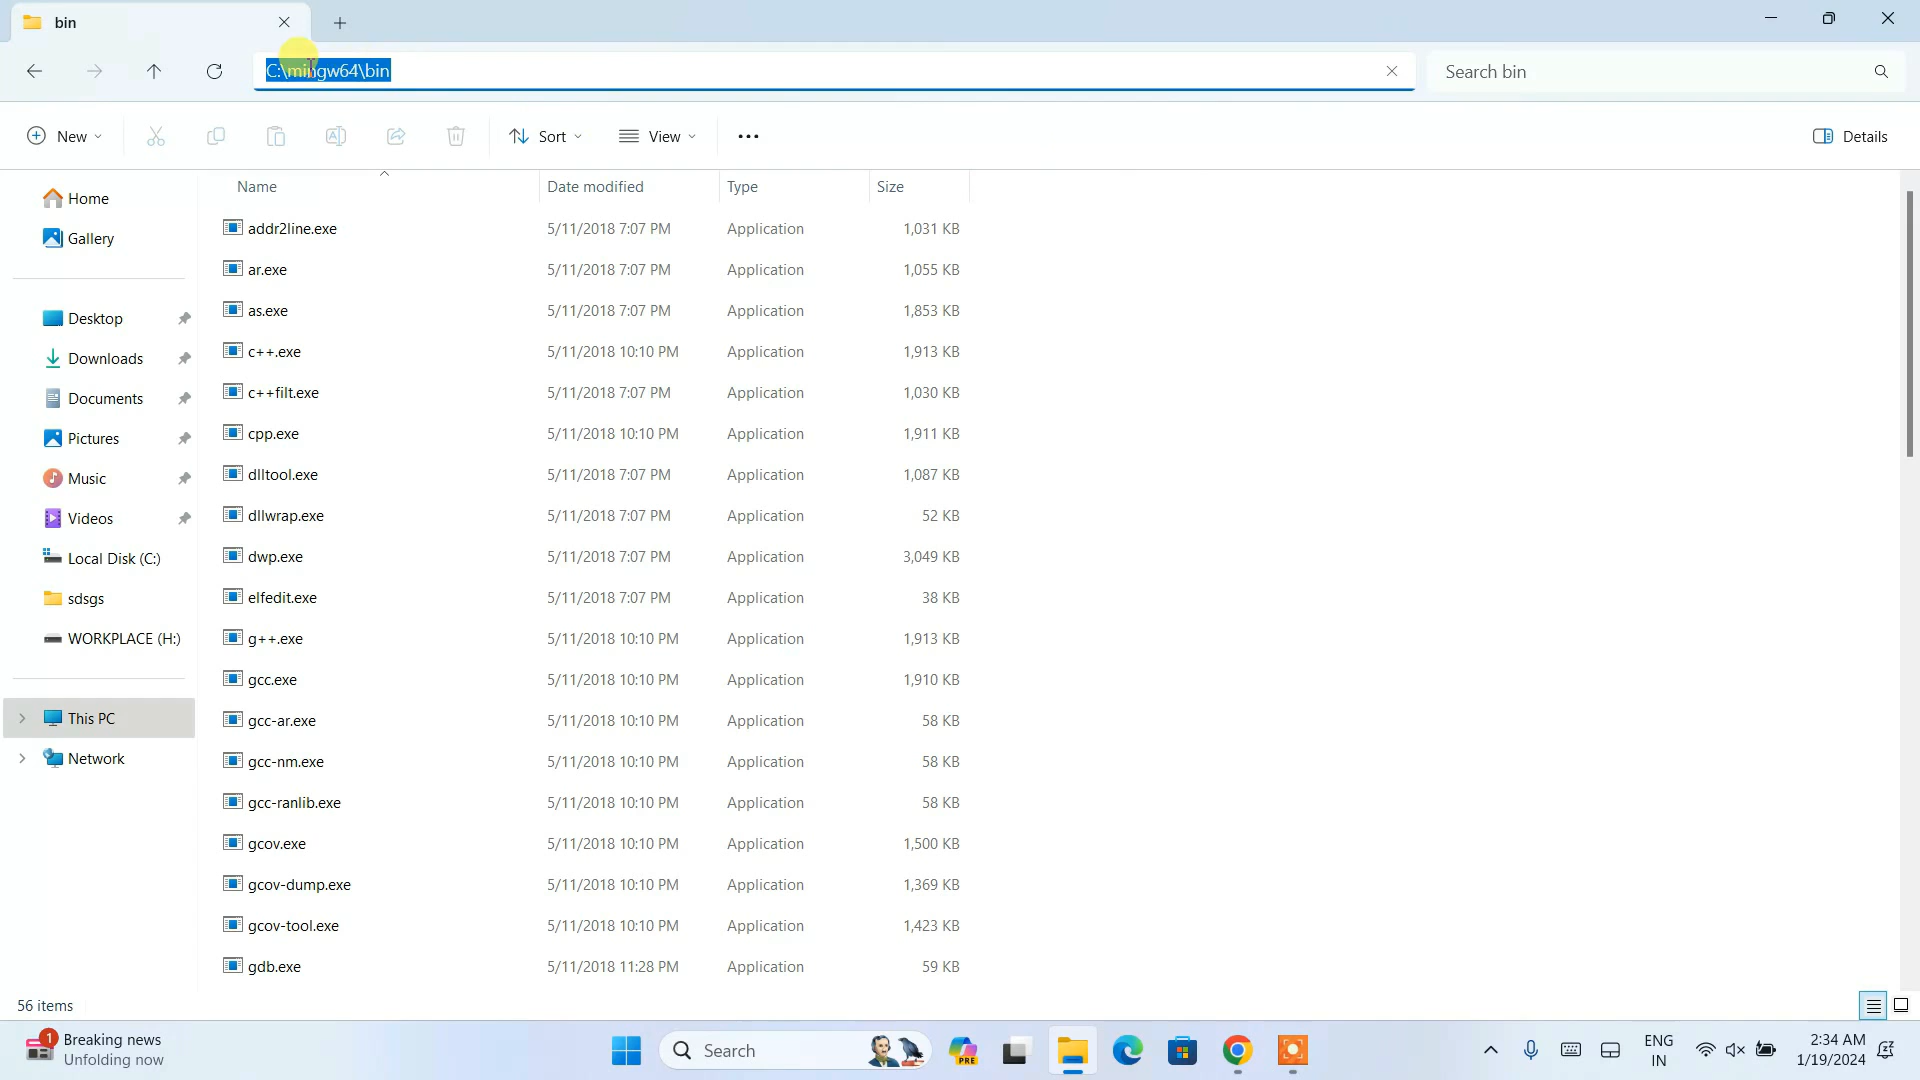 bin
C:\mingw64\bin
Search bin
New
Sort
View
Details
Name Date modified Type Size
Home
Gallery
Desktop
Downloads
Documents
Pictures
Music
Videos
Local Disk (C:)
sdsgs
WORKPLACE (H:)
This PC
Network
addr2line.exe 5/11/2018 7:07 PM Application 1,031 KB
ar.exe 5/11/2018 7:07 PM Application 1,055 KB
as.exe 5/11/2018 7:07 PM Application 1,853 KB
c++.exe 5/11/2018 10:10 PM Application 1,913 KB
c++filt.exe 5/11/2018 7:07 PM Application 1,030 KB
cpp.exe 5/11/2018 10:10 PM Application 1,911 KB
dlltool.exe 5/11/2018 7:07 PM Application 1,087 KB
dllwrap.exe 5/11/2018 7:07 PM Application 52 KB
dwp.exe 5/11/2018 7:07 PM Application 3,049 KB
elfedit.exe 5/11/2018 7:07 PM Application 38 KB
g++.exe 5/11/2018 10:10 PM Application 1,913 KB
gcc.exe 5/11/2018 10:10 PM Application 1,910 KB
gcc-ar.exe 5/11/2018 10:10 PM Application 58 KB
gcc-nm.exe 5/11/2018 10:10 PM Application 58 KB
gcc-ranlib.exe 5/11/2018 10:10 PM Application 58 KB
gcov.exe 5/11/2018 10:10 PM Application 1,500 KB
gcov-dump.exe 5/11/2018 10:10 PM Application 1,369 KB
gcov-tool.exe 5/11/2018 10:10 PM Application 1,423 KB
gdb.exe 5/11/2018 11:28 PM Application 59 KB
56 items
1
Breaking news
Unfolding now
Search
PRE
ENG
IN
2:34 AM
1/19/2024